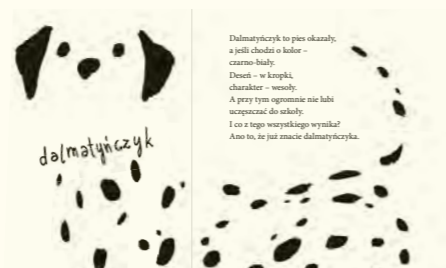 dalmatyńczyk
Dalmatyńczyk to pies okazały,
a jeśli chodzi o kolor –
czarno-biały.
Deseń – w kropki,
charakter – wesoły.
A przy tym ogromnie nie lubi
uczęszczać do szkoły.
I co z tego wszystkiego wynika?
Ano to, że już znacie dalmatyńczyka.